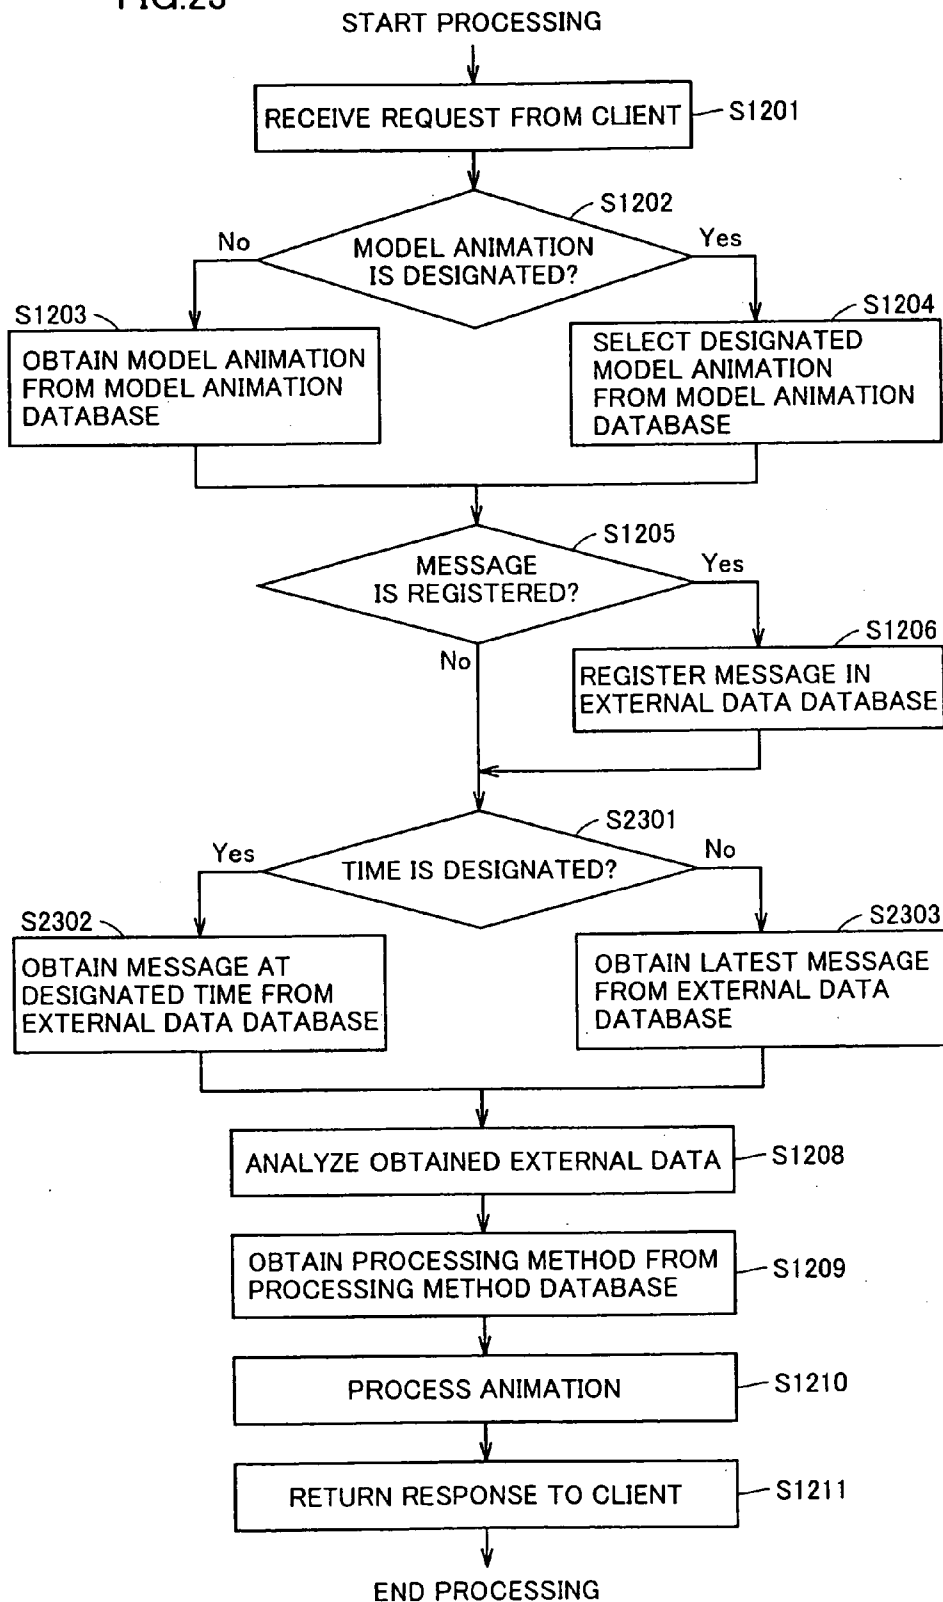 FIG.23
START PROCESSING
RECEIVE REQUEST FROM CLIENT
S1201
S1202
No
MODEL ANIMATION
IS DESIGNATED?
Yes
S1203
OBTAIN MODEL ANIMATION
FROM MODEL ANIMATION
DATABASE
S1204
SELECT DESIGNATED
MODEL ANIMATION
FROM MODEL ANIMATION
DATABASE
S1205
MESSAGE
IS REGISTERED?
Yes
No
S1206
REGISTER MESSAGE IN
EXTERNAL DATA DATABASE
S2301
Yes
TIME IS DESIGNATED?
No
S2302
OBTAIN MESSAGE AT
DESIGNATED TIME FROM
EXTERNAL DATA DATABASE
S2303
OBTAIN LATEST MESSAGE
FROM EXTERNAL DATA
DATABASE
ANALYZE OBTAINED EXTERNAL DATA
S1208
OBTAIN PROCESSING METHOD FROM
PROCESSING METHOD DATABASE
S1209
PROCESS ANIMATION
S1210
RETURN RESPONSE TO CLIENT
S1211
END PROCESSING